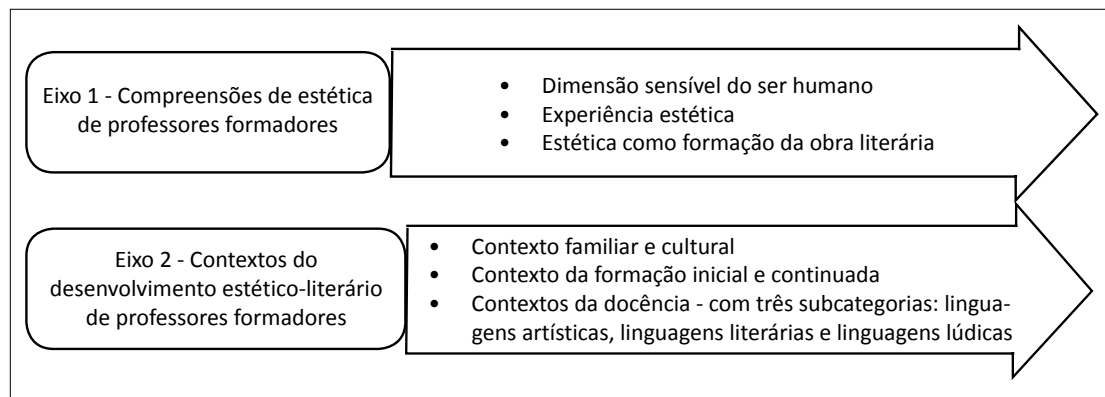 Eixo 1 - Compreensões de estética
de professores formadores
• Dimensão sensível do ser humano
• Experiência estética
• Estética como formação da obra literária
Eixo 2 - Contextos do
desenvolvimento estético-literário
de professores formadores
• Contexto familiar e cultural
• Contexto da formação inicial e continuada
• Contextos da docência - com três subcategorias: lingua-
gens artísticas, linguagens literárias e linguagens lúdicas